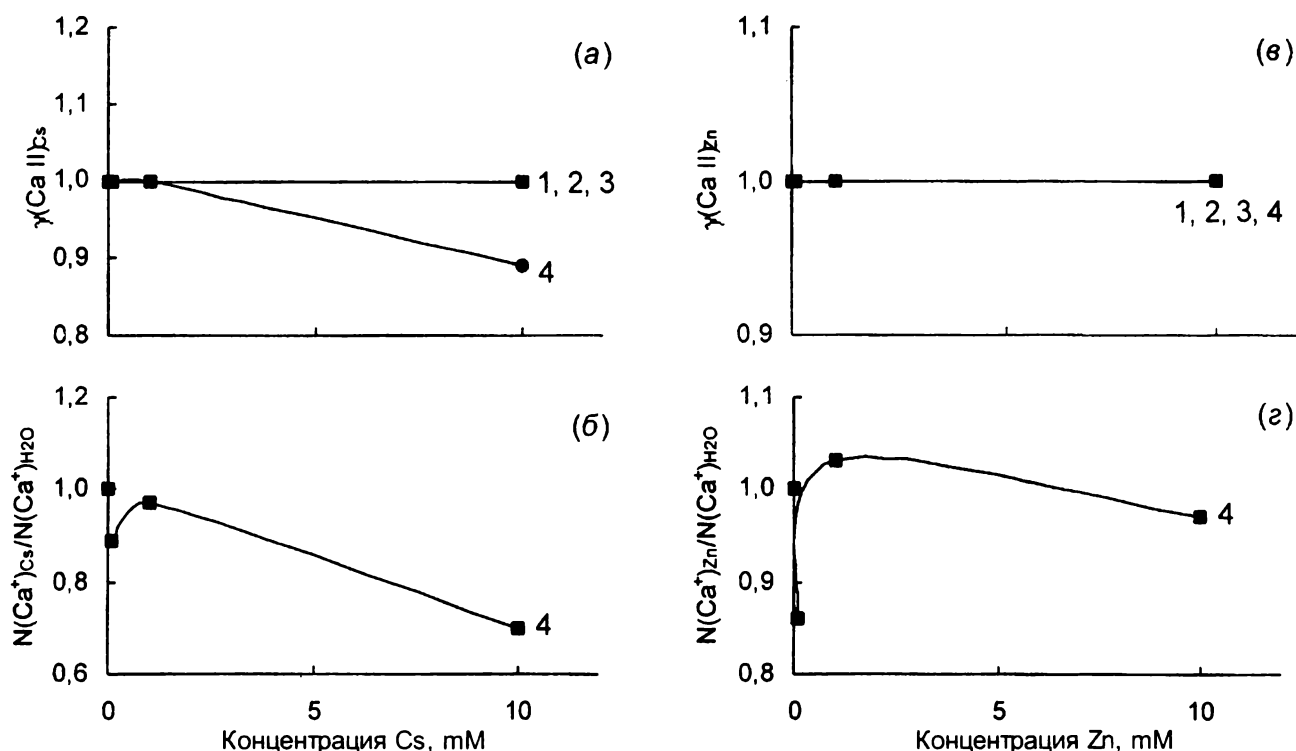 (а)
γ(Ca II)Cs
1,2
1,1
1,0
0,9
0,8
1, 2, 3
4
(в)
γ(Ca II)Zn
1,1
1,0
0,9
1, 2, 3, 4
(б)
N(Ca⁺)Cs/N(Ca⁺)H2O
1,2
1,0
0,8
0,6
4
0 5 10
Концентрация Cs, mM
(г)
N(Ca⁺)Zn/N(Ca⁺)H2O
1,1
1,0
0,9
0,8
4
0 5 10
Концентрация Zn, mM